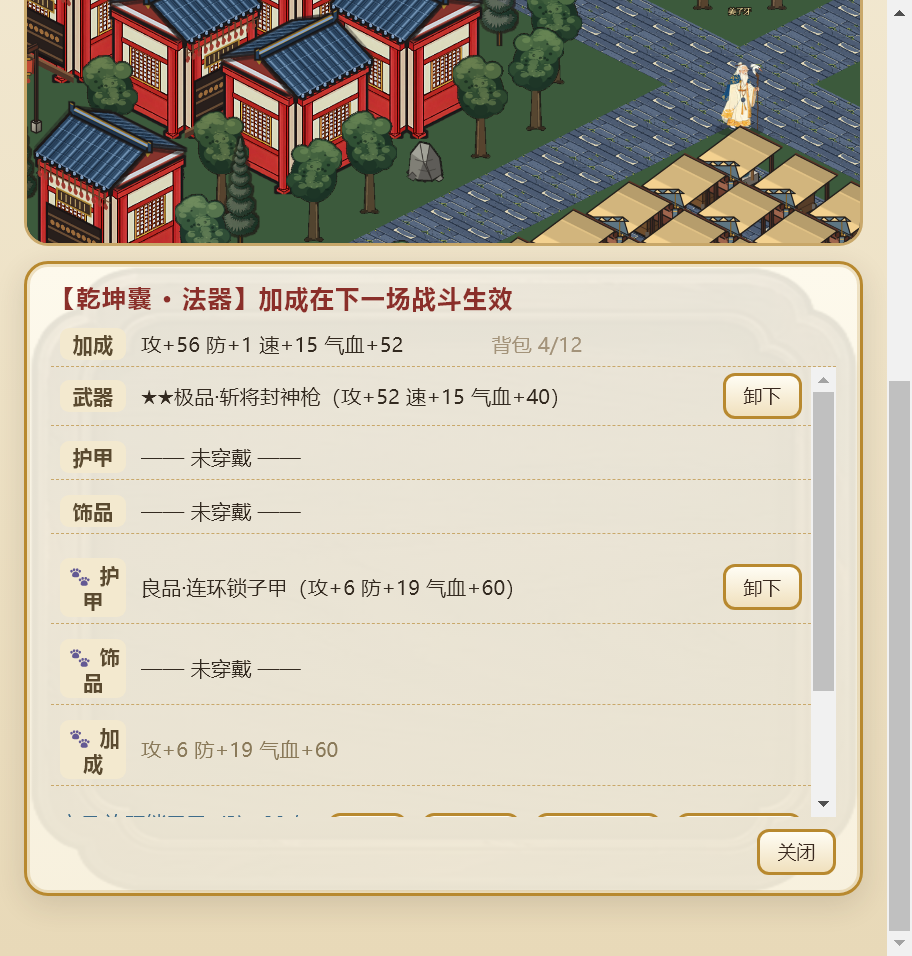 姜子牙
【乾坤囊·法器】加成在下一场战斗生效
加成 攻+56 防+1 速+15 气血+52 背包 4/12
武器 ★★极品·斩将封神枪（攻+52 速+15 气血+40） 卸下
护甲 —— 未穿戴 ——
饰品 —— 未穿戴 ——
🐾 护甲 良品·连环锁子甲（攻+6 防+19 气血+60） 卸下
🐾 饰品 —— 未穿戴 ——
🐾 加成 攻+6 防+19 气血+60
关闭